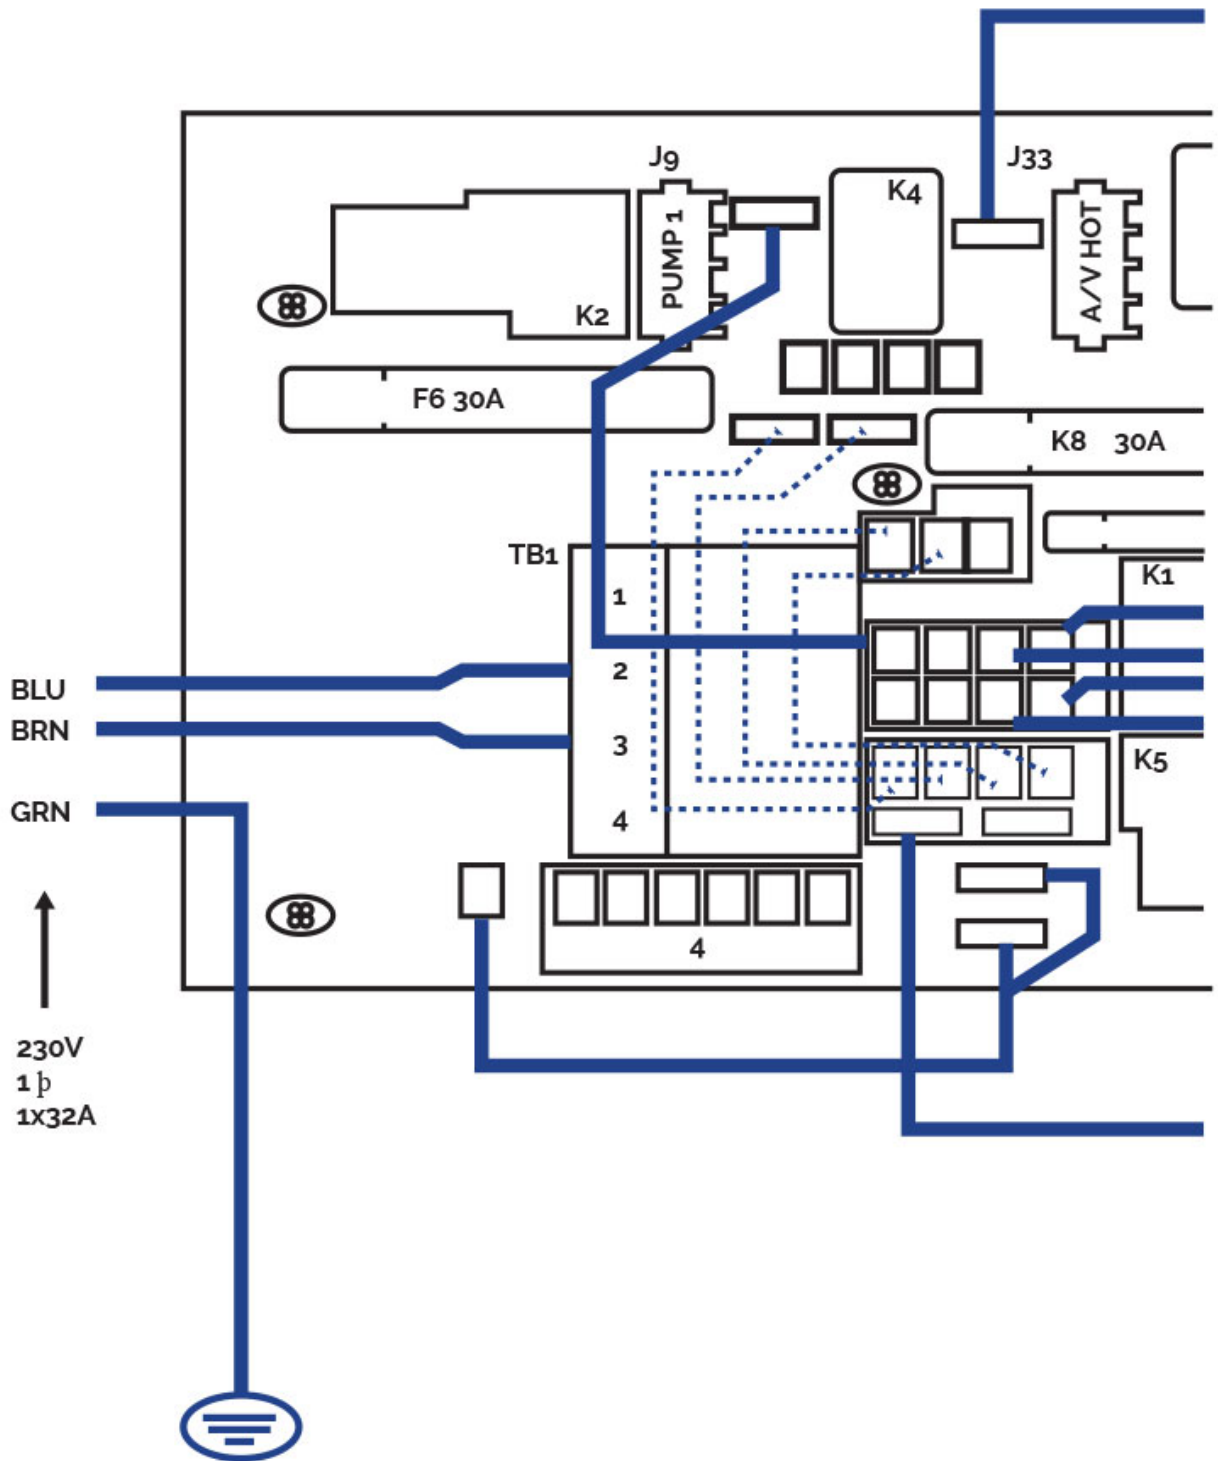 J9
J33
K4
PUMP 1
A/V HOT
K2
F6 30A
K8 30A
TB1
K1
1
2
BLU
BRN
3
K5
GRN
4
4
230V
1 þ
1x32A